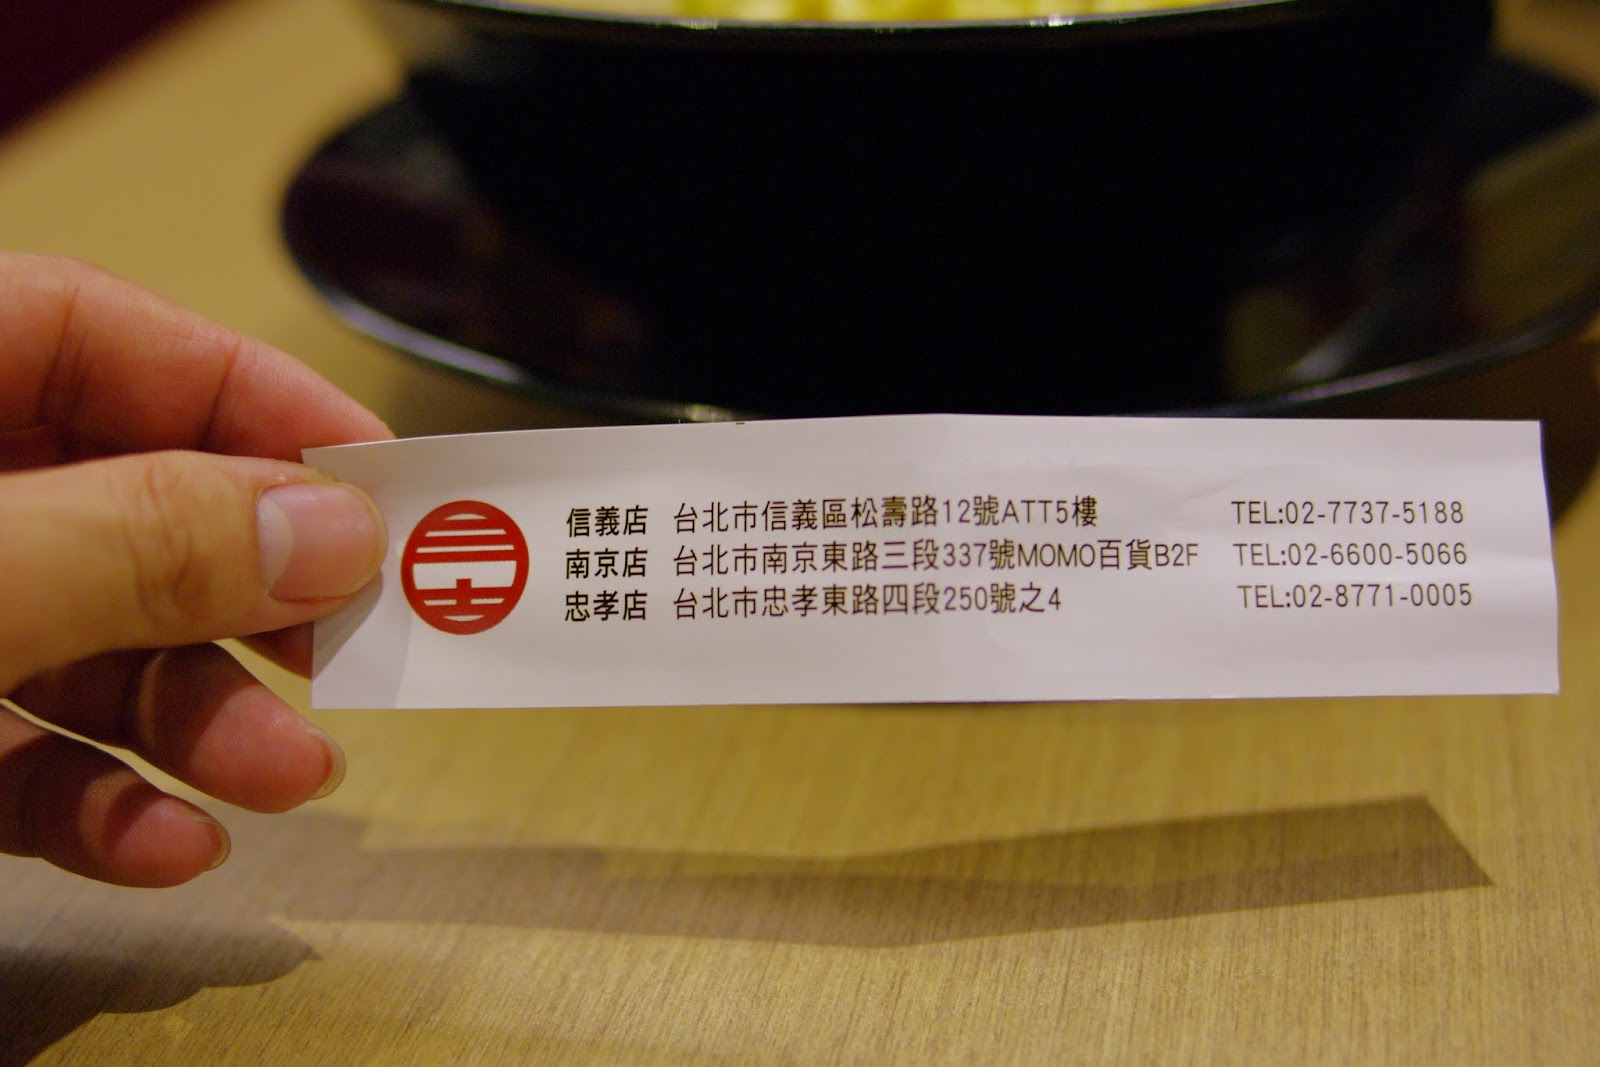 信義店 台北市信義區松壽路12號ATT5樓 TEL:02-7737-5188
南京店 台北市南京東路三段337號MOMO百貨B2F TEL:02-6600-5066
忠孝店 台北市忠孝東路四段250號之4 TEL:02-8771-0005